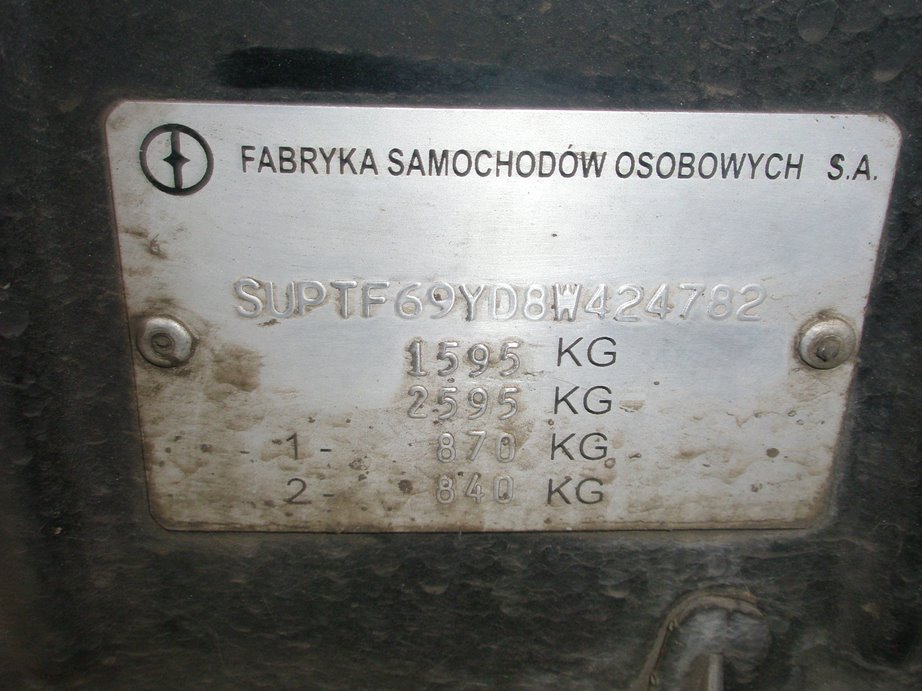 FABRYKA SAMOCHODÓW OSOBOWYCH S.A.
SUPTF69YD8W424782
1595 KG
2595 KG
1- 870 KG
2- 840 KG